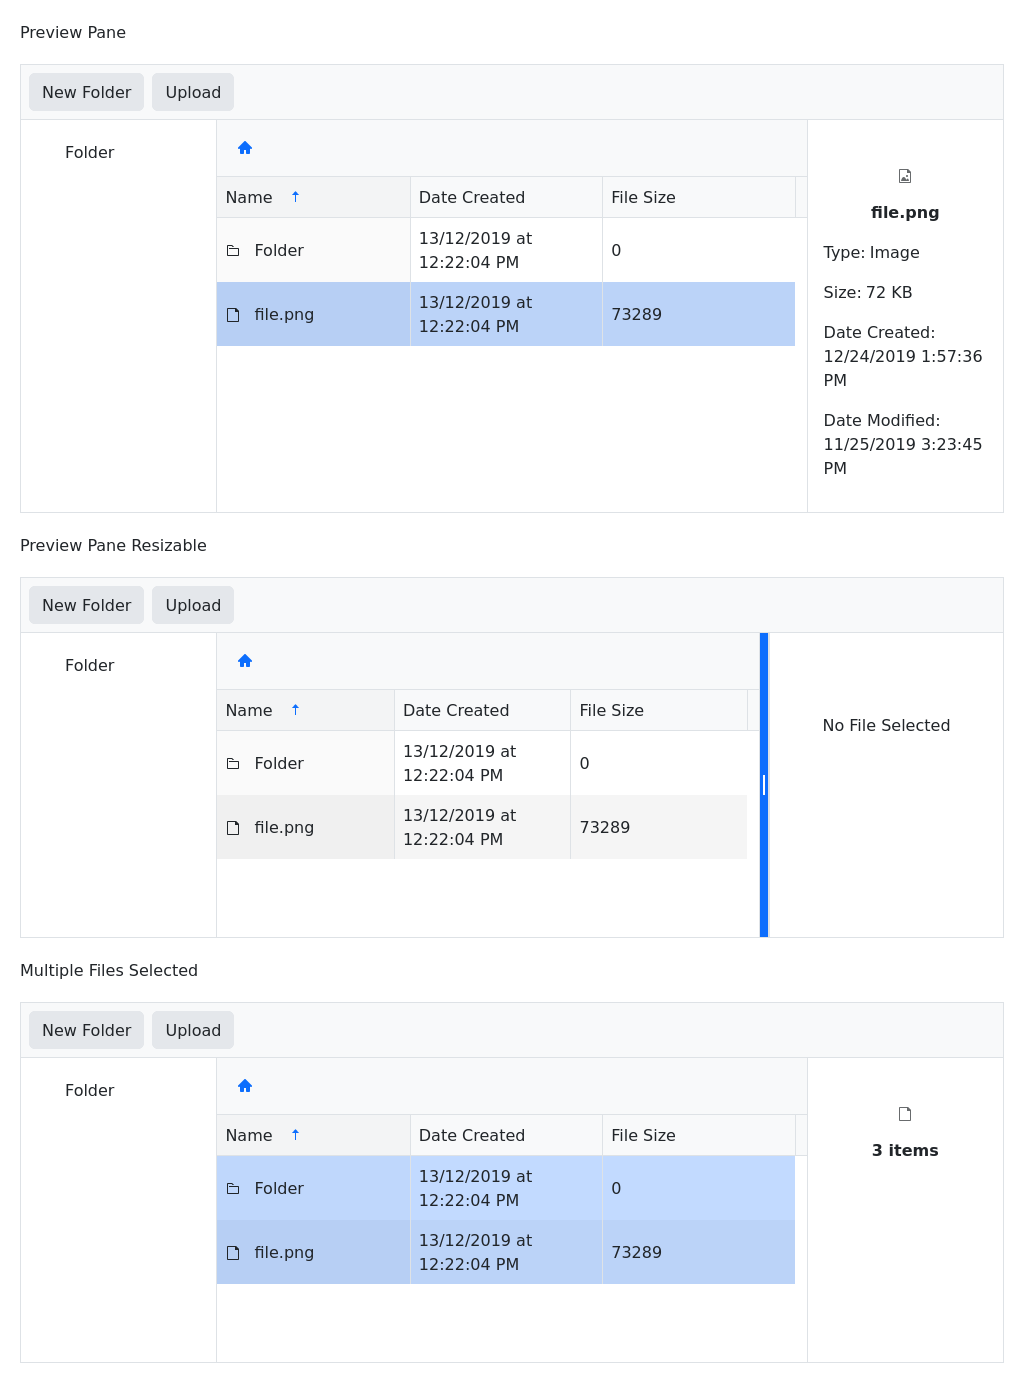 Preview Pane
New Folder Upload
Folder
Name Date Created File Size
Folder 13/12/2019 at 12:22:04 PM 0
file.png 13/12/2019 at 12:22:04 PM 73289
file.png
Type: Image
Size: 72 KB
Date Created:
12/24/2019 1:57:36
PM
Date Modified:
11/25/2019 3:23:45
PM
Preview Pane Resizable
New Folder Upload
Folder
Name Date Created File Size
Folder 13/12/2019 at 12:22:04 PM 0
file.png 13/12/2019 at 12:22:04 PM 73289
No File Selected
Multiple Files Selected
New Folder Upload
Folder
Name Date Created File Size
Folder 13/12/2019 at 12:22:04 PM 0
file.png 13/12/2019 at 12:22:04 PM 73289
3 items